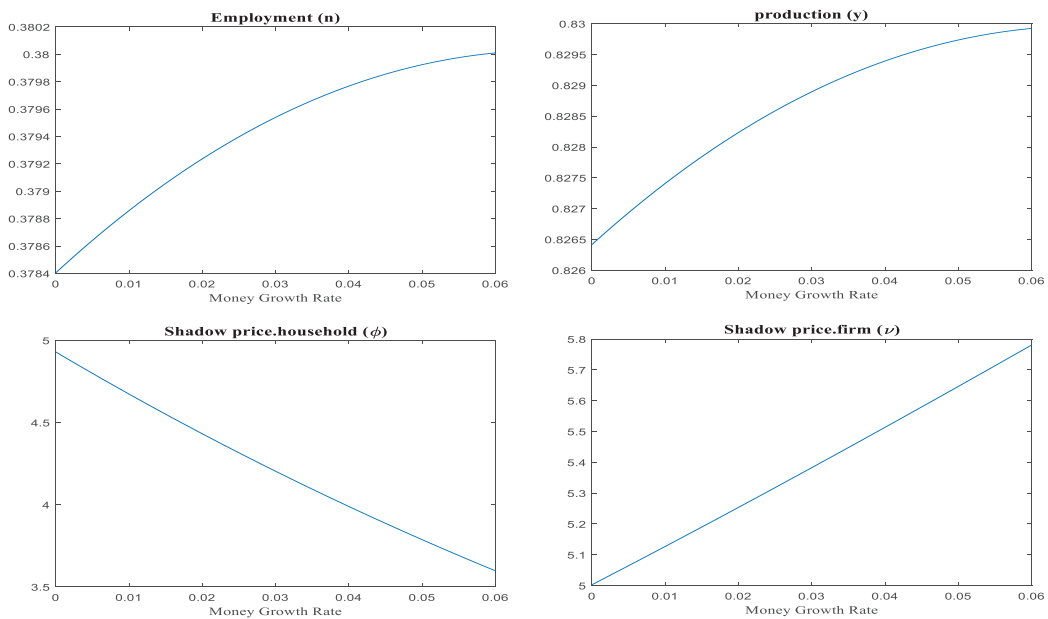 Employment (n)
0.3802
0.38
0.3798
0.3796
0.3794
0.3792
0.379
0.3788
0.3786
0.3784
0 0.01 0.02 0.03 0.04 0.05 0.06
Money Growth Rate
production (y)
0.83
0.8295
0.829
0.8285
0.828
0.8275
0.827
0.8265
0.826
0 0.01 0.02 0.03 0.04 0.05 0.06
Money Growth Rate
Shadow price.household (ϕ)
5
4.5
4
3.5
0 0.01 0.02 0.03 0.04 0.05 0.06
Money Growth Rate
Shadow price.firm (ν)
5.8
5.7
5.6
5.5
5.4
5.3
5.2
5.1
5
0 0.01 0.02 0.03 0.04 0.05 0.06
Money Growth Rate